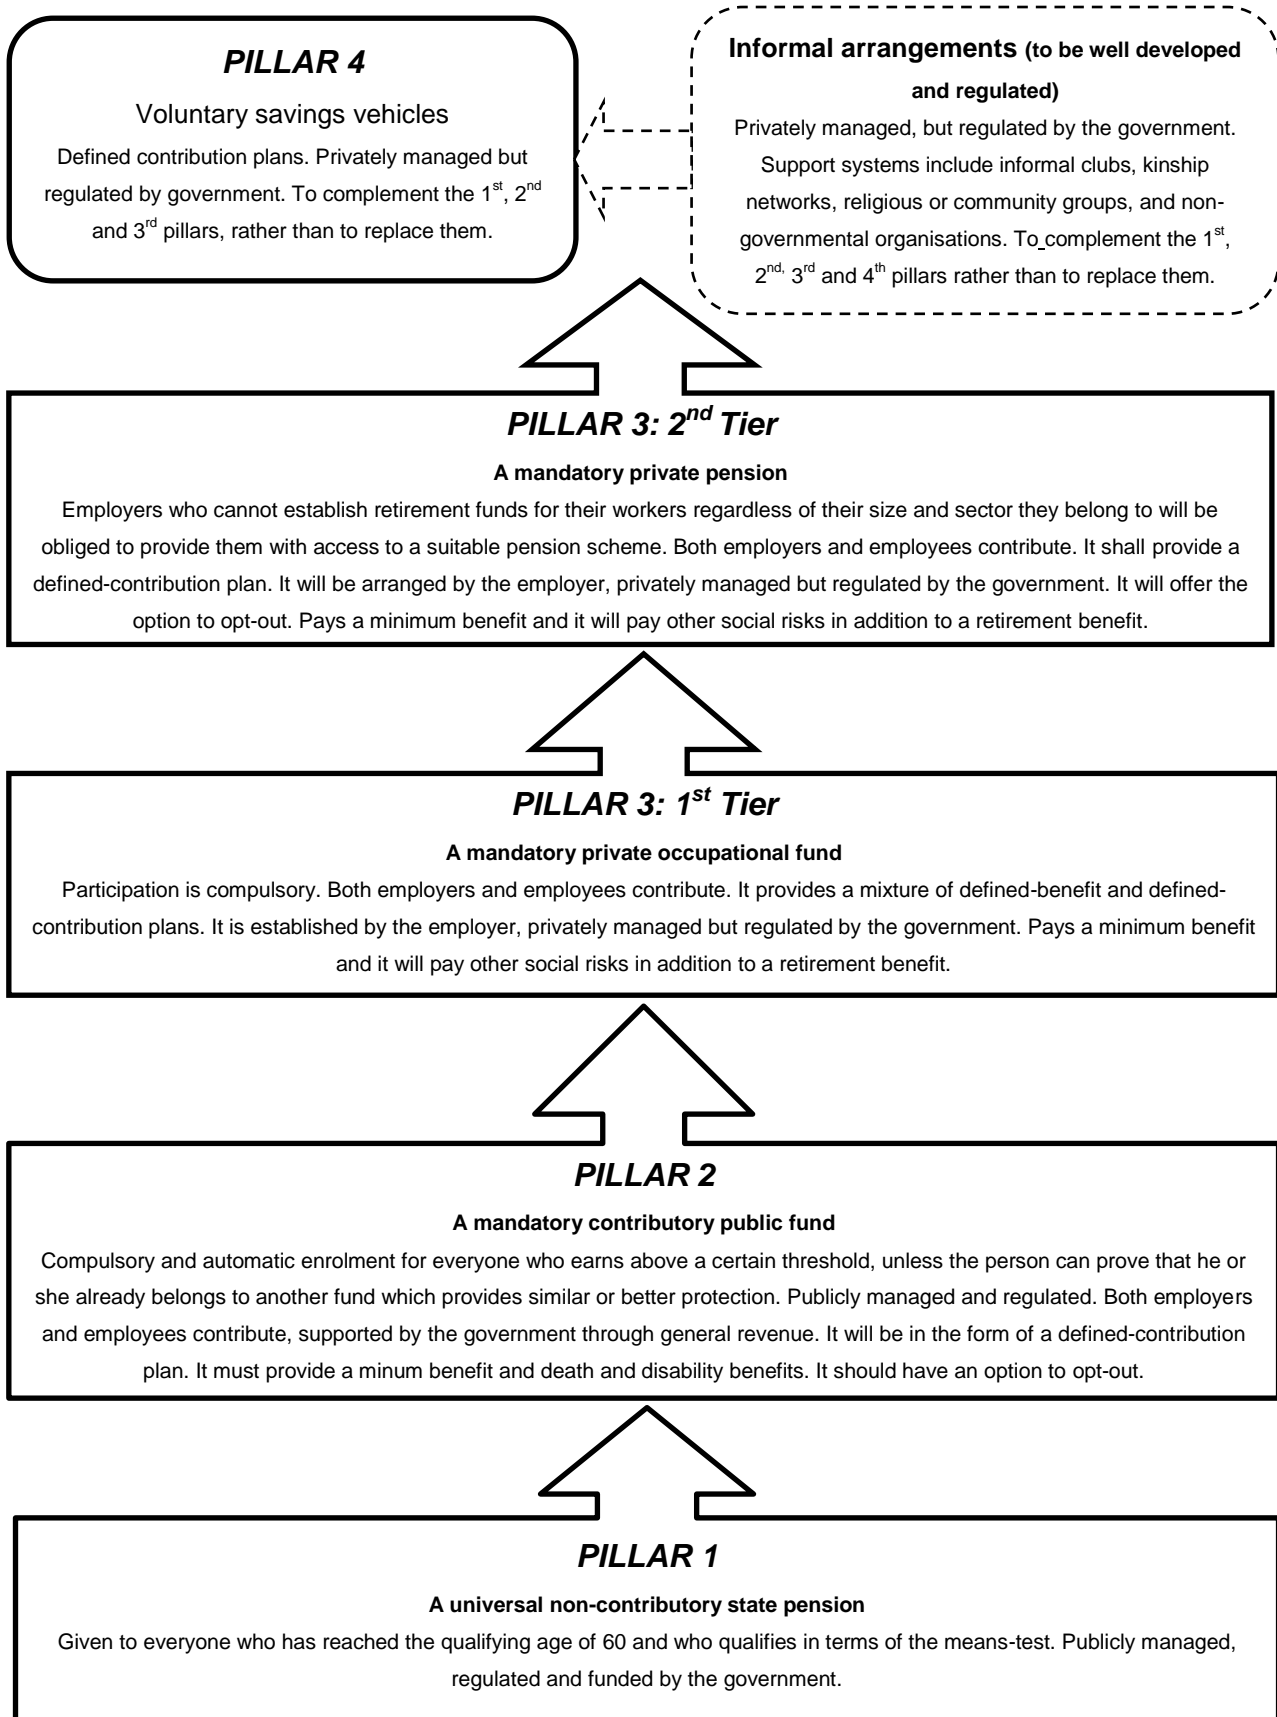 PILLAR 4
Voluntary savings vehicles
Defined contribution plans. Privately managed but
regulated by government. To complement the 1st, 2nd
and 3rd pillars, rather than to replace them.
Informal arrangements (to be well developed
and regulated)
Privately managed, but regulated by the government.
Support systems include informal clubs, kinship
networks, religious or community groups, and non-
governmental organisations. To complement the 1st,
2nd, 3rd and 4th pillars rather than to replace them.
PILLAR 3: 2nd Tier
A mandatory private pension
Employers who cannot establish retirement funds for their workers regardless of their size and sector they belong to will be
obliged to provide them with access to a suitable pension scheme. Both employers and employees contribute. It shall provide a
defined-contribution plan. It will be arranged by the employer, privately managed but regulated by the government. It will offer the
option to opt-out. Pays a minimum benefit and it will pay other social risks in addition to a retirement benefit.
PILLAR 3: 1st Tier
A mandatory private occupational fund
Participation is compulsory. Both employers and employees contribute. It provides a mixture of defined-benefit and defined-
contribution plans. It is established by the employer, privately managed but regulated by the government. Pays a minimum benefit
and it will pay other social risks in addition to a retirement benefit.
PILLAR 2
A mandatory contributory public fund
Compulsory and automatic enrolment for everyone who earns above a certain threshold, unless the person can prove that he or
she already belongs to another fund which provides similar or better protection. Publicly managed and regulated. Both employers
and employees contribute, supported by the government through general revenue. It will be in the form of a defined-contribution
plan. It must provide a minum benefit and death and disability benefits. It should have an option to opt-out.
PILLAR 1
A universal non-contributory state pension
Given to everyone who has reached the qualifying age of 60 and who qualifies in terms of the means-test. Publicly managed,
regulated and funded by the government.